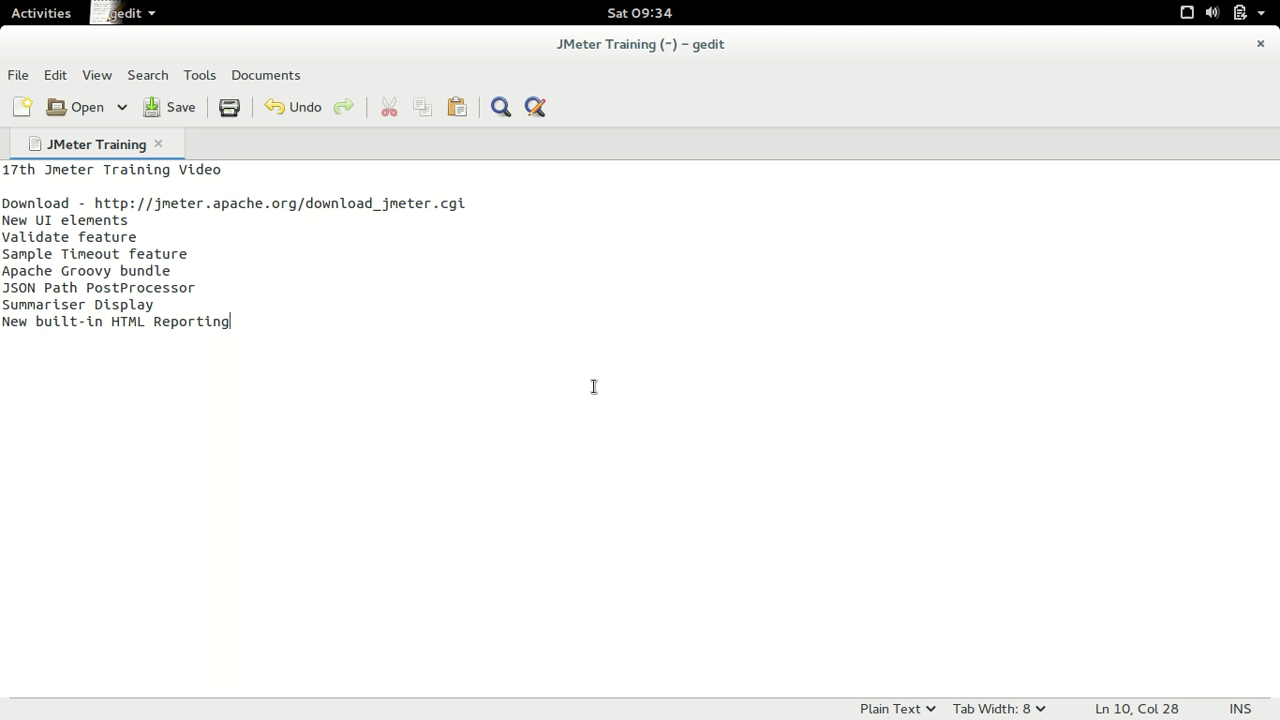 Activities gedit Sat 09:34
JMeter Training (~) – gedit ×
File Edit View Search Tools Documents
Open Save Undo
JMeter Training ×
17th Jmeter Training Video
Download - http://jmeter.apache.org/download_jmeter.cgi
New UI elements
Validate feature
Sample Timeout feature
Apache Groovy bundle
JSON Path PostProcessor
Summariser Display
New built-in HTML Reporting
Plain Text Tab Width: 8 Ln 10, Col 28 INS